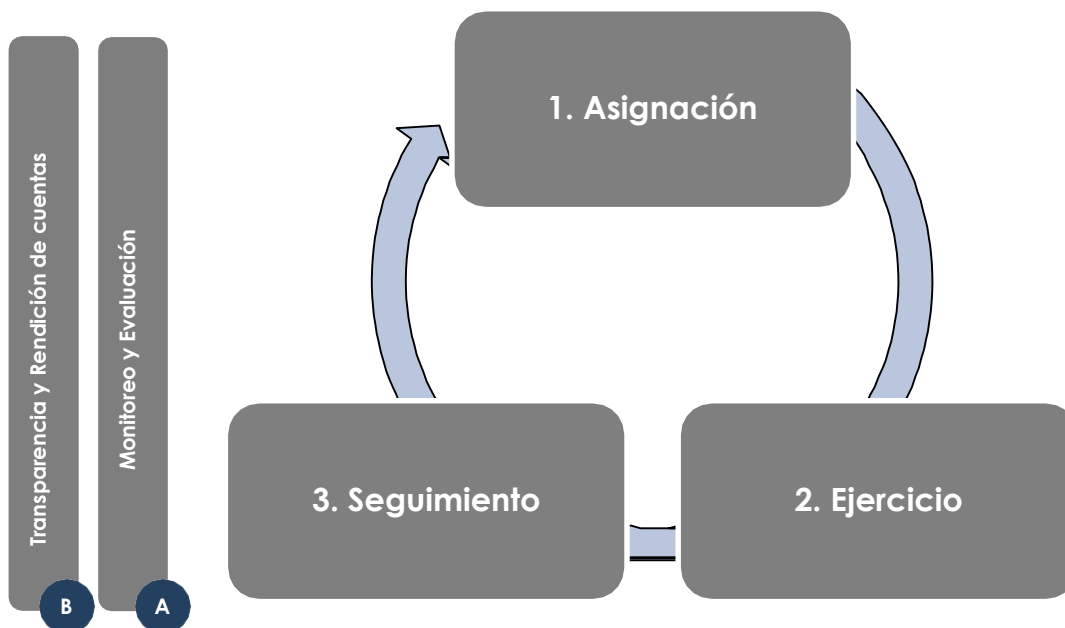 Transparencia y Rendición de cuentas
B
Monitoreo y Evaluación
A
1. Asignación
3. Seguimiento
2. Ejercicio